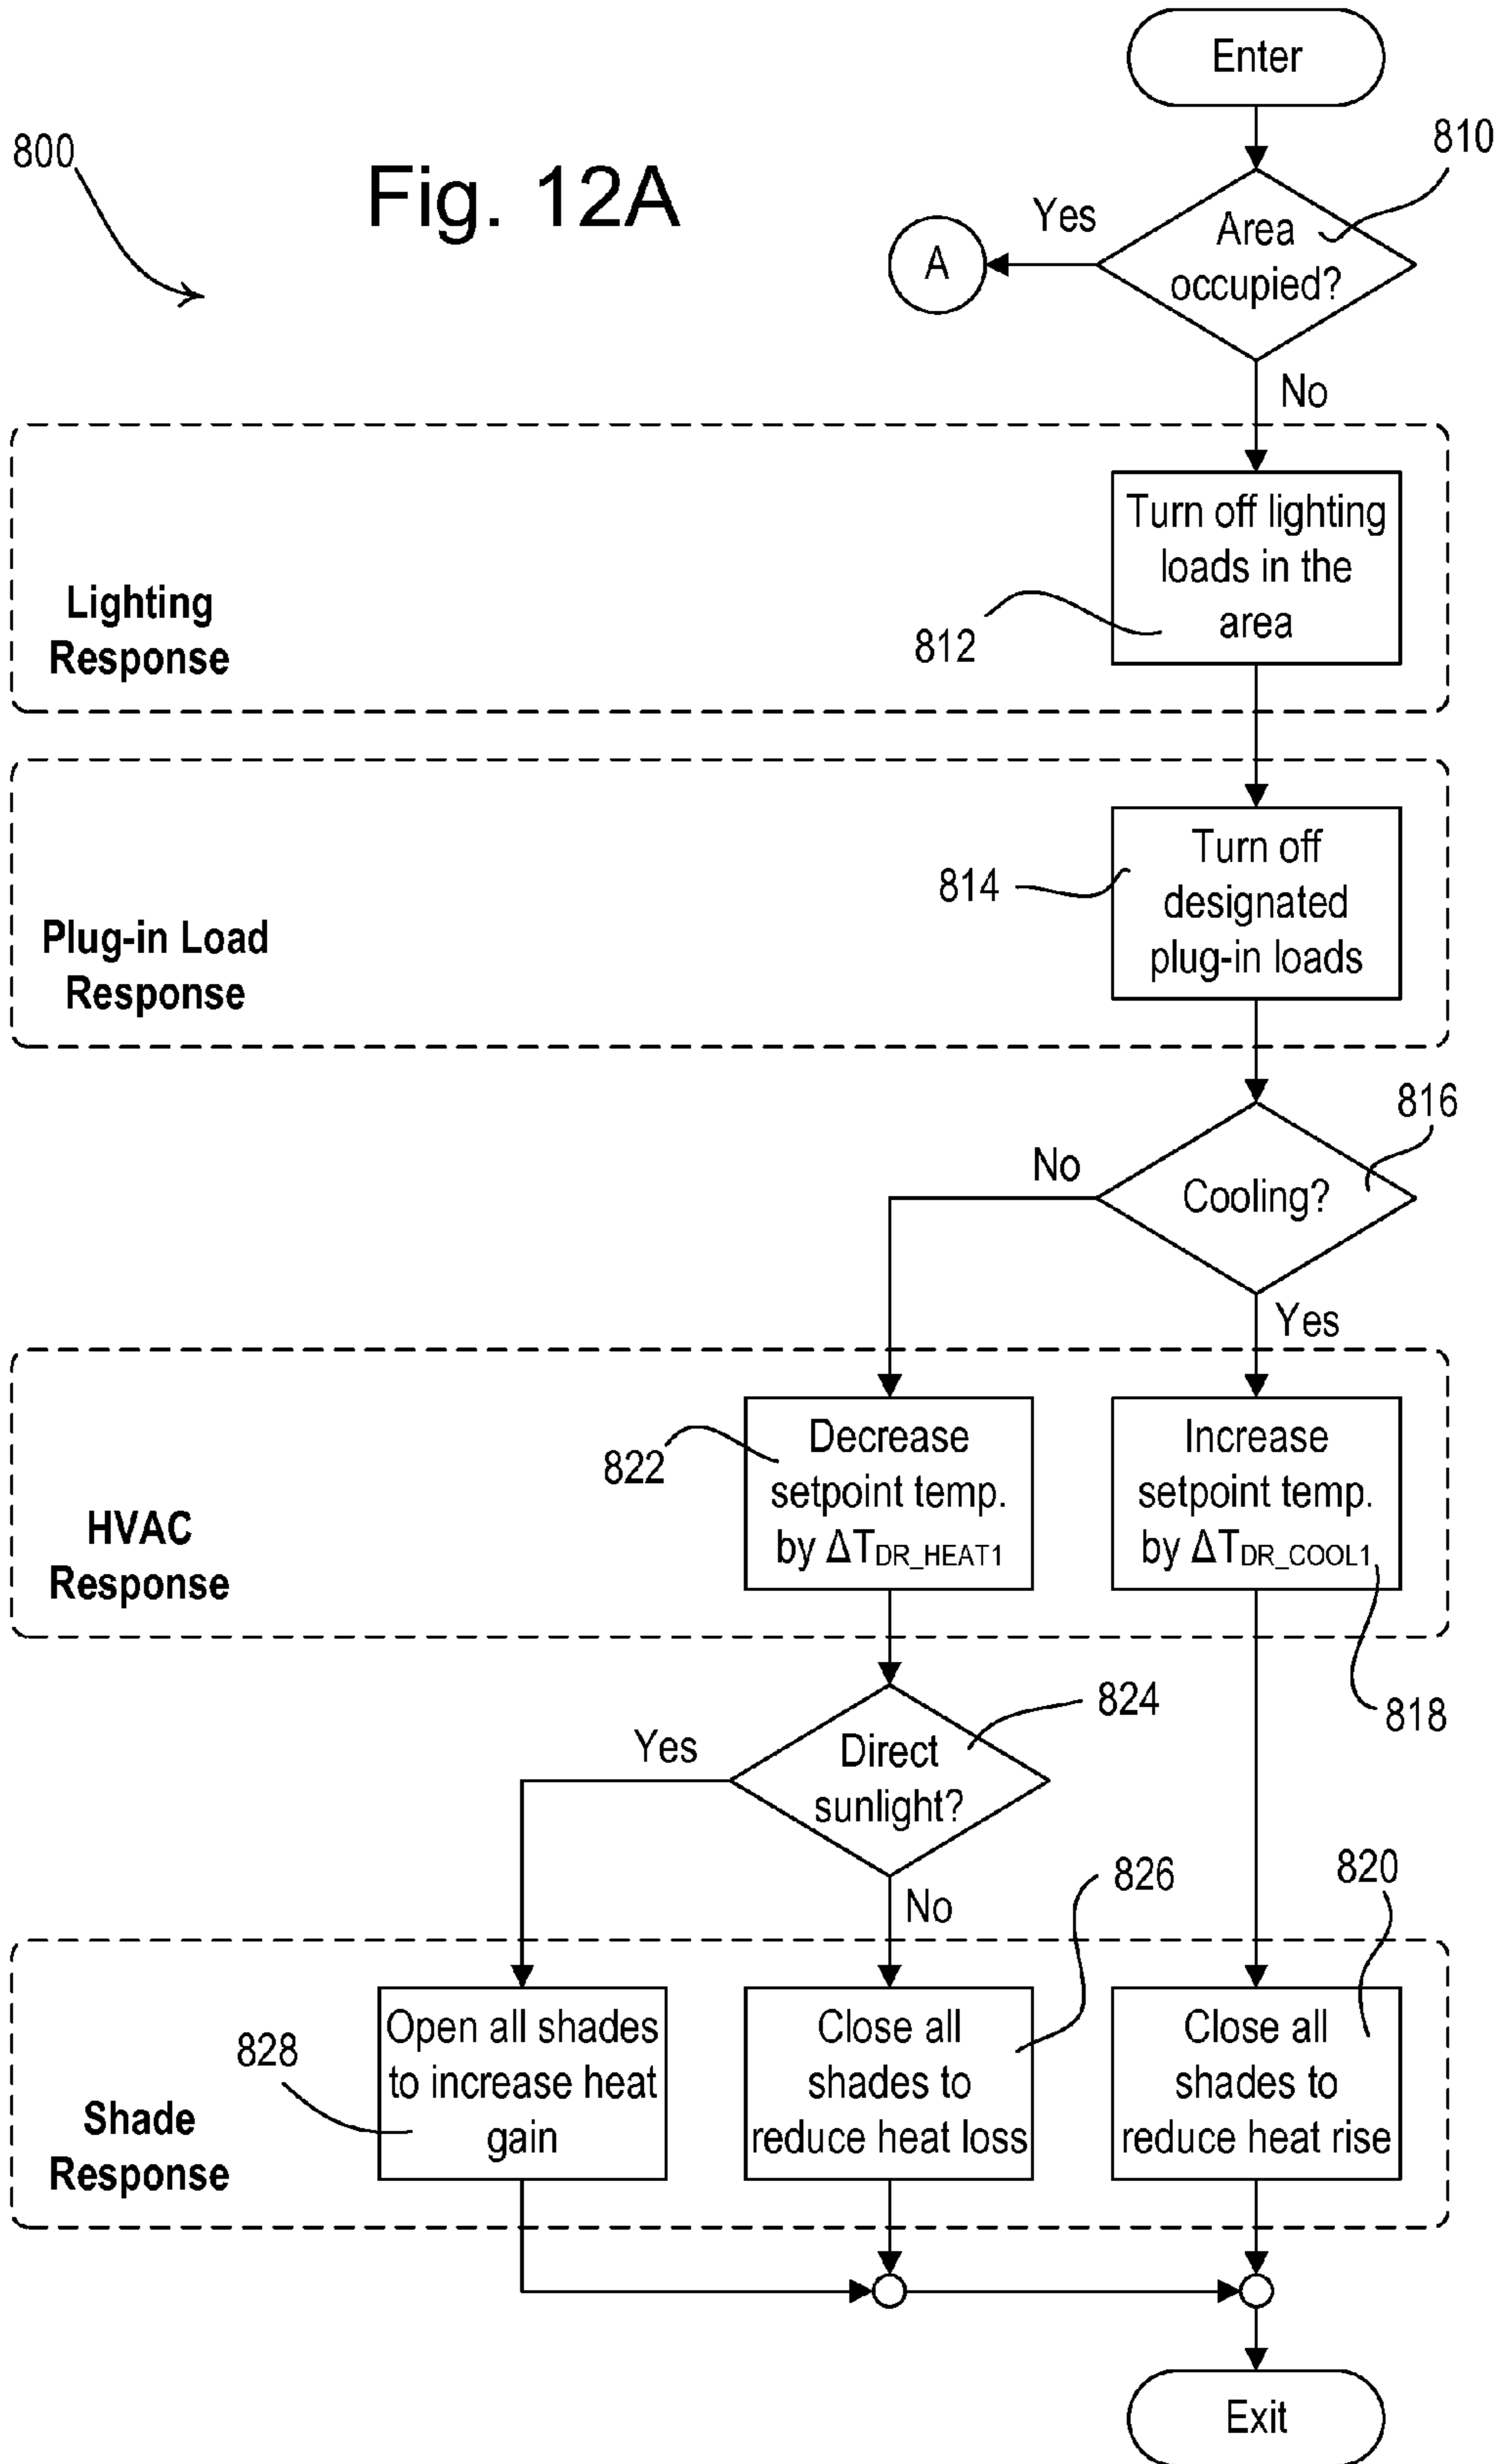 Enter
800
Fig. 12A
810
Yes
Area
occupied?
A
No
Turn off lighting
loads in the
area
Lighting
Response
812
Turn off
designated
plug-in loads
814
Plug-in Load
Response
816
No
Cooling?
Yes
Decrease
setpoint temp.
by ΔTDR_HEAT1
822
Increase
setpoint temp.
by ΔTDR_COOL1
HVAC
Response
824
818
Yes
Direct
sunlight?
826
820
No
Open all shades
to increase heat
gain
828
Close all
shades to
reduce heat loss
Close all
shades to
reduce heat rise
Shade
Response
Exit